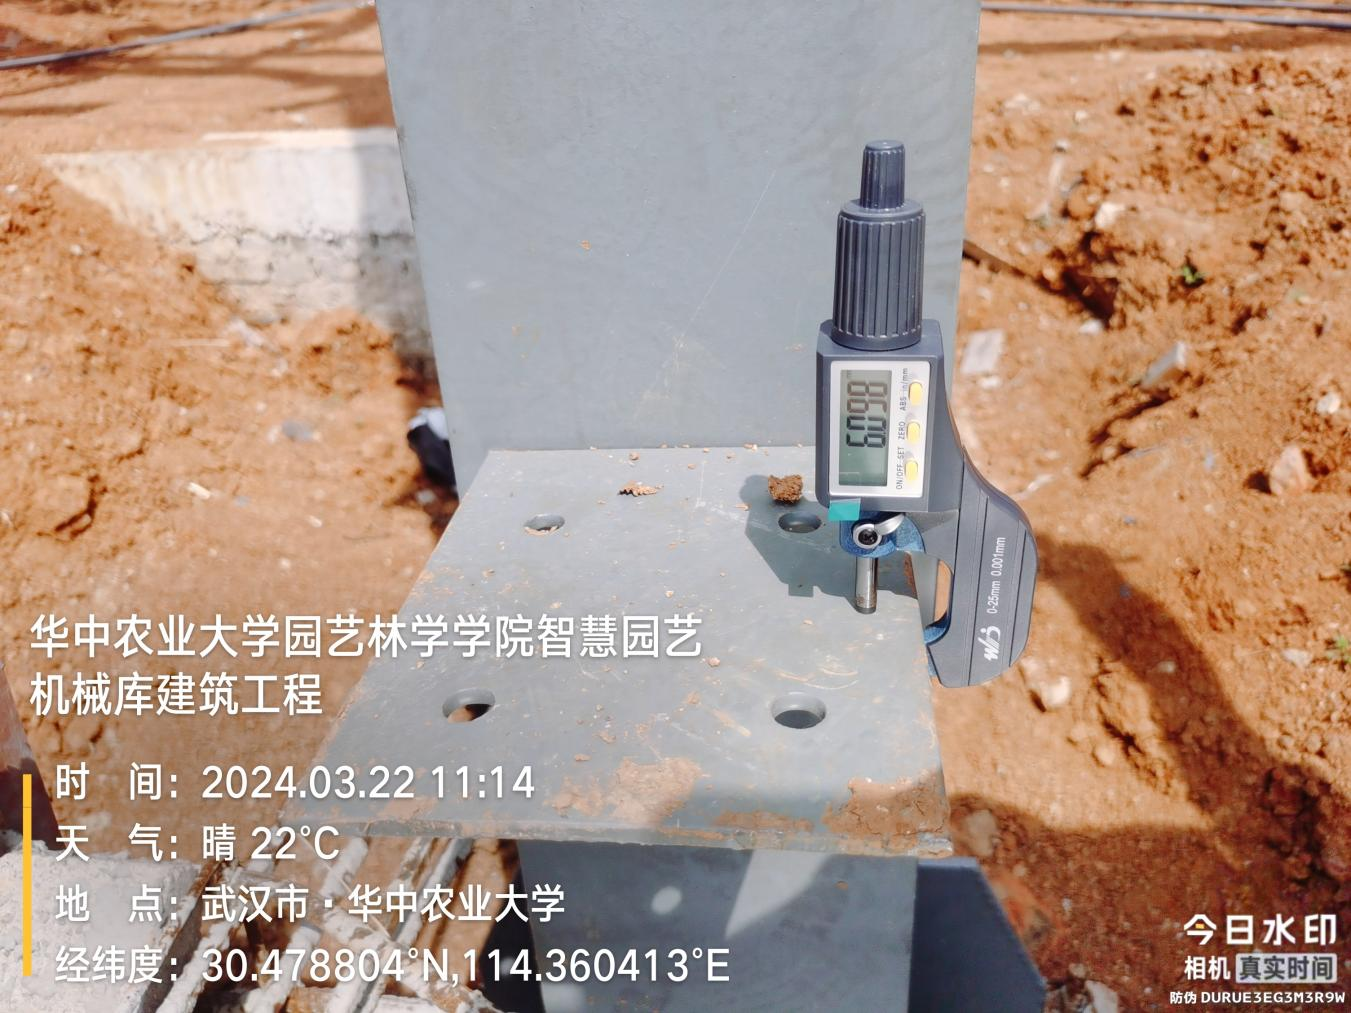 华中农业大学园艺林学学院智慧园艺
机械库建筑工程
时 间：2024.03.22 11:14
天 气：晴 22°C
地 点：武汉市·华中农业大学
经纬度：30.478804°N,114.360413°E
ABS in/mm
ZERO
ON/OFF·SET
0-25mm 0.001mm
今日水印
相机 真实时间
防伪 DURUE3EG3M3R9W